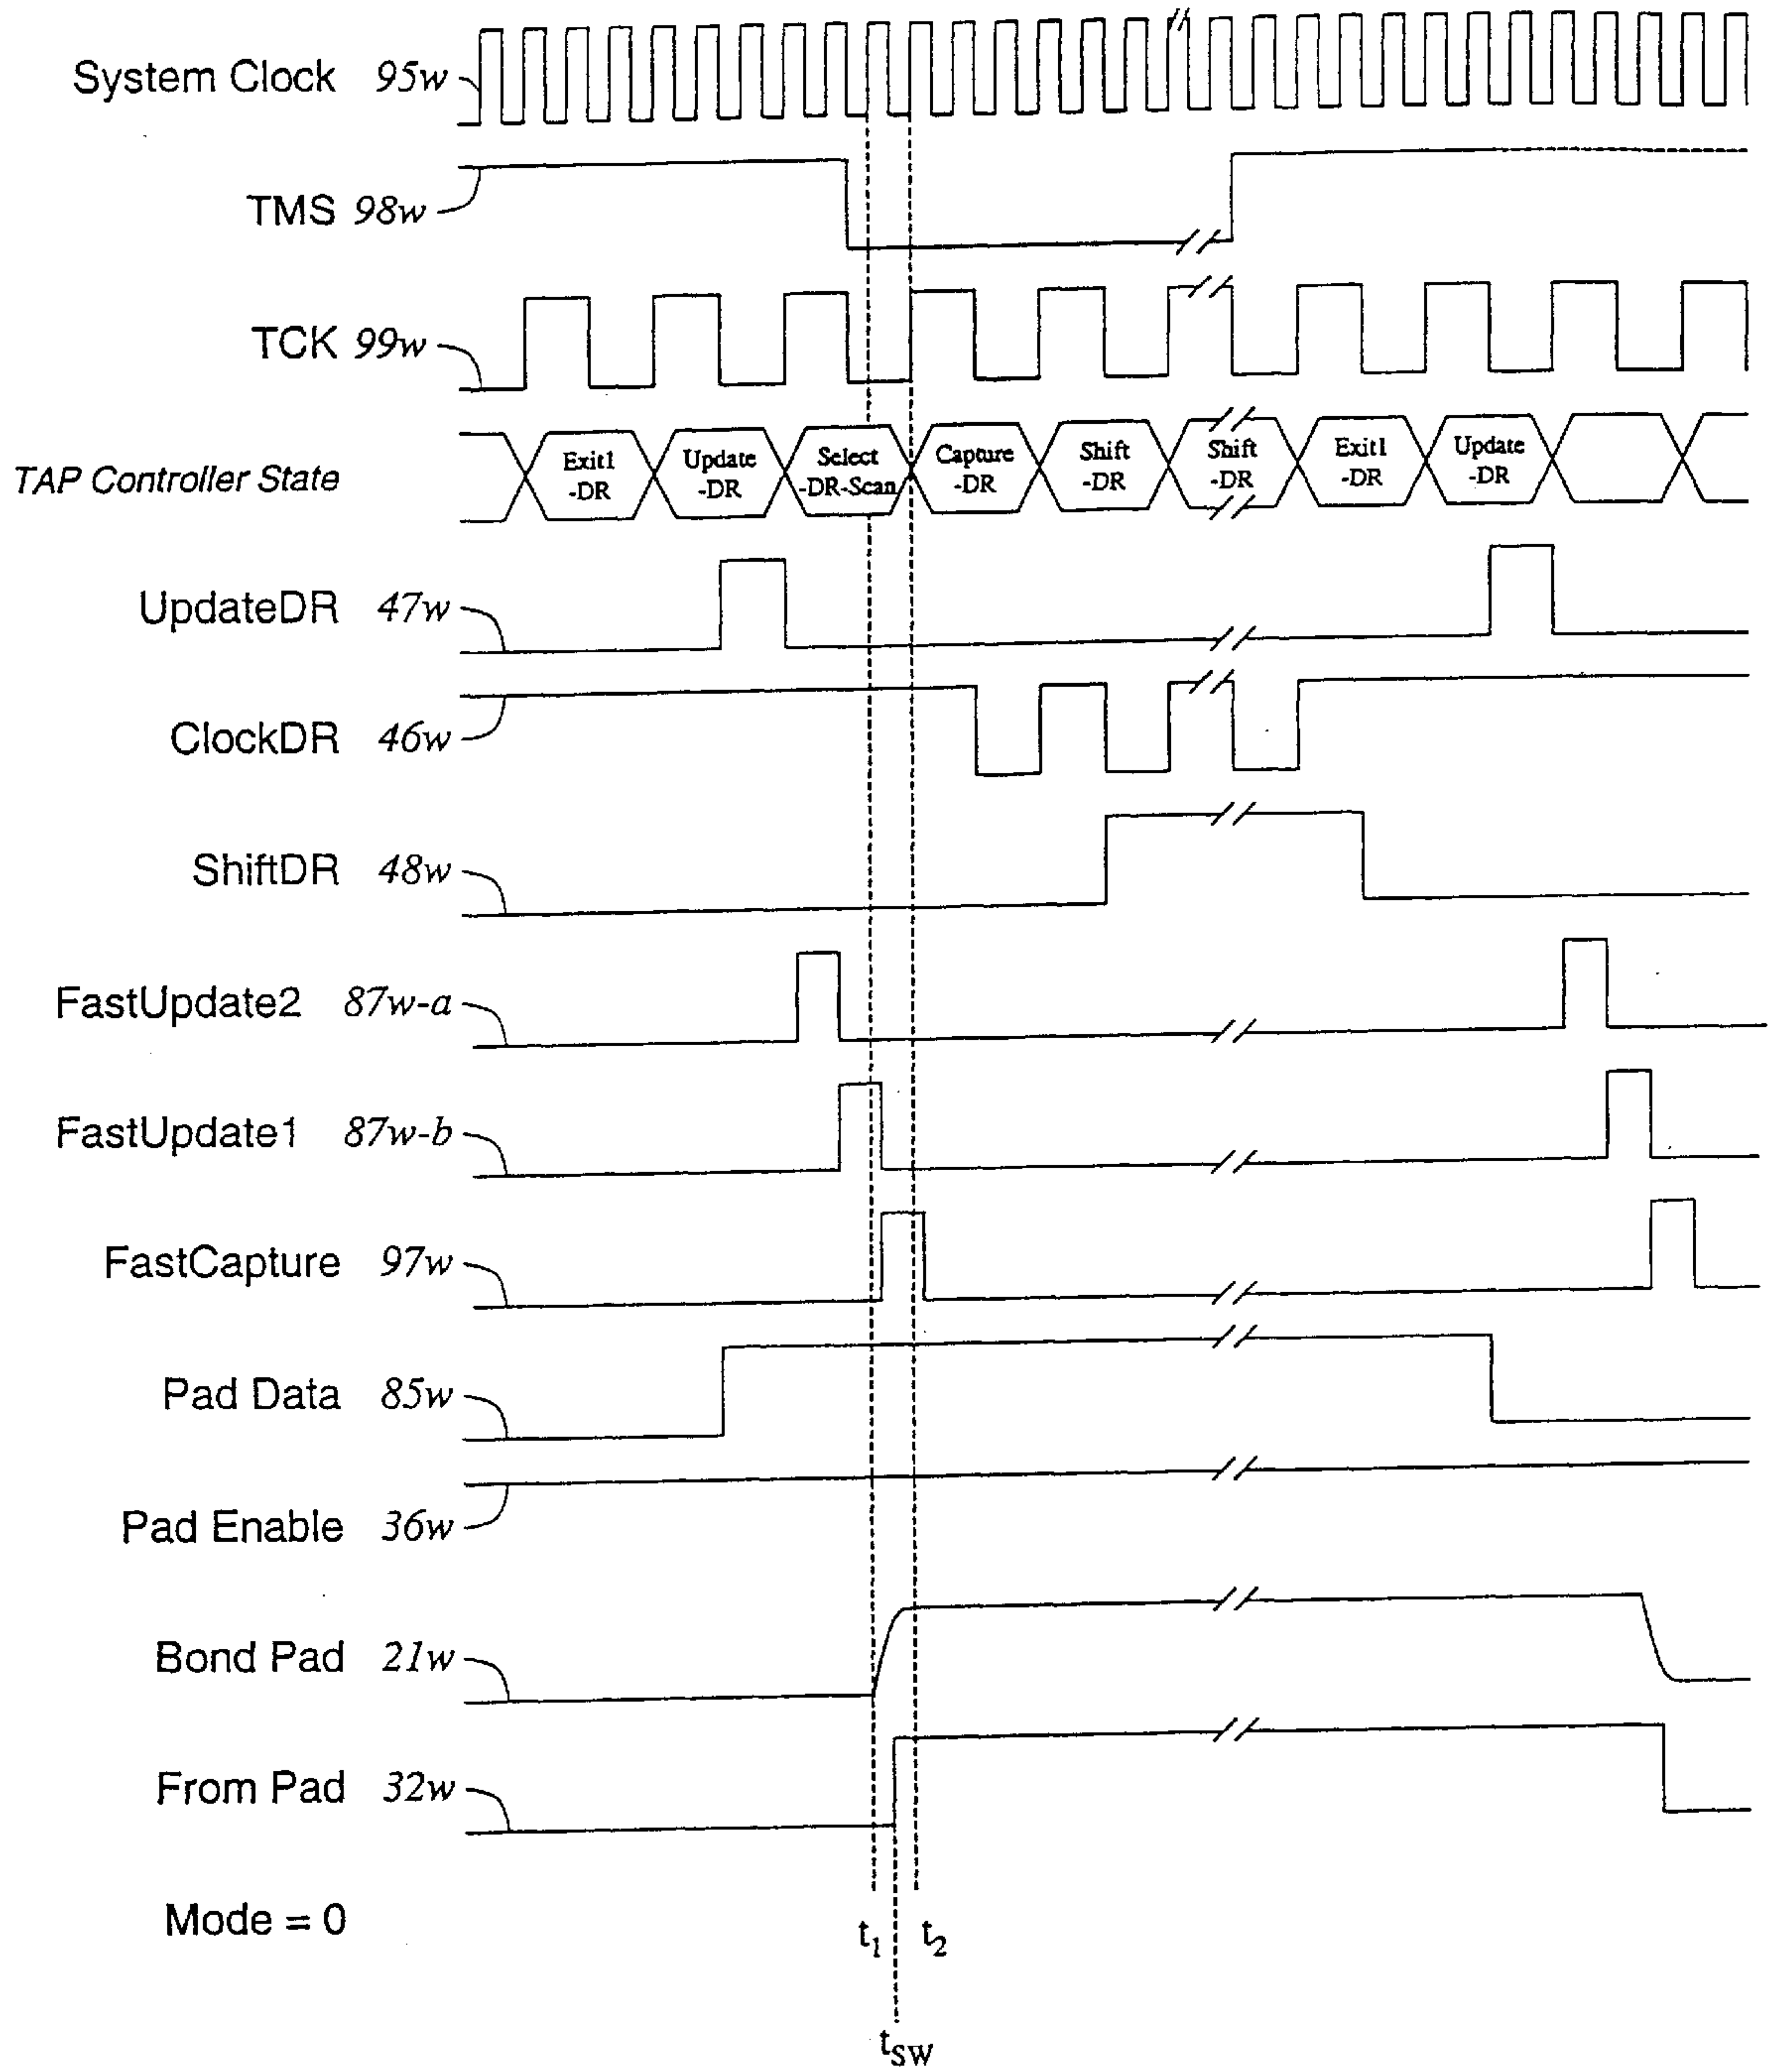 System Clock 95w
TMS 98w
TCK 99w
TAP Controller State
Exit1
-DR
Update
-DR
Select
-DR-Scan
Capture
-DR
Shift
-DR
Shift
-DR
Exit1
-DR
Update
-DR
UpdateDR 47w
ClockDR 46w
ShiftDR 48w
FastUpdate2 87w-a
FastUpdate1 87w-b
FastCapture 97w
Pad Data 85w
Pad Enable 36w
Bond Pad 21w
From Pad 32w
Mode = 0
t1 t2
tSW